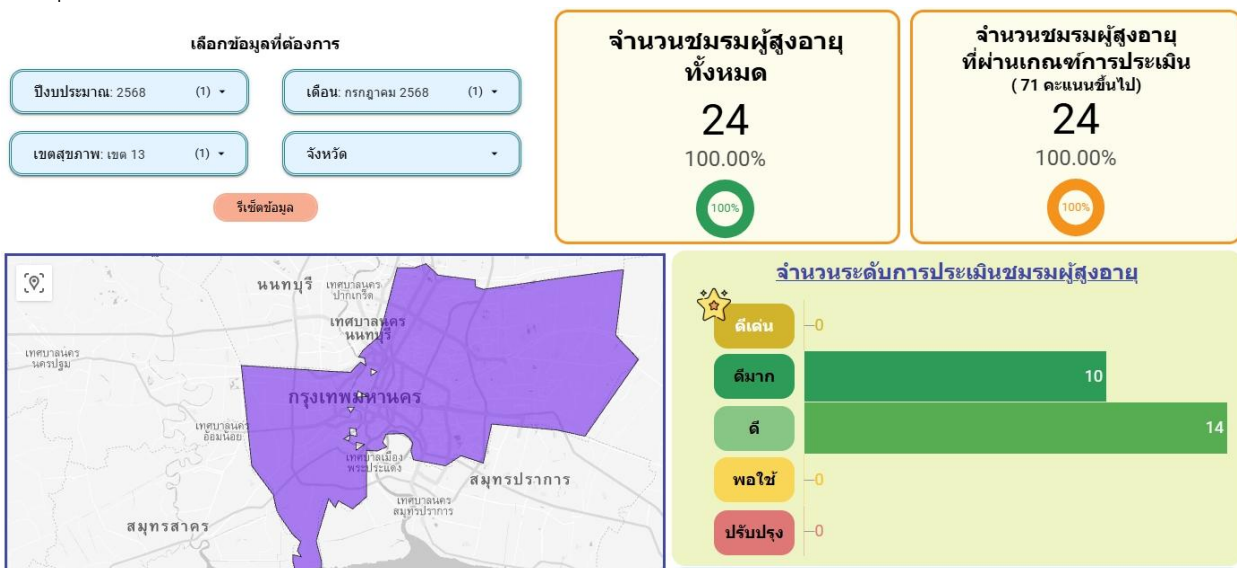 เลือกข้อมูลที่ต้องการ
ปีงบประมาณ: 2568 (1)
เดือน: กรกฎาคม 2568 (1)
เขตสุขภาพ: เขต 13 (1)
จังหวัด
รีเซ็ตข้อมูล
จำนวนชมรมผู้สูงอายุ
ทั้งหมด
24
100.00%
100%
จำนวนชมรมผู้สูงอายุ
ที่ผ่านเกณฑ์การประเมิน
( 71 คะแนนขึ้นไป)
24
100.00%
100%
นนทบุรี
เทศบาลนคร
ปากเกร็ด
เทศบาลนคร
นนทบุรี
เทศบาลนคร
นครปฐม
กรุงเทพมหานคร
เทศบาลนคร
อ้อมน้อย
เทศบาลเมือง
พระประแดง
สมุทรปราการ
เทศบาลนคร
สมุทรปราการ
สมุทรสาคร
จำนวนระดับการประเมินชมรมผู้สูงอายุ
ดีเด่น 0
ดีมาก 10
ดี 14
พอใช้ 0
ปรับปรุง 0